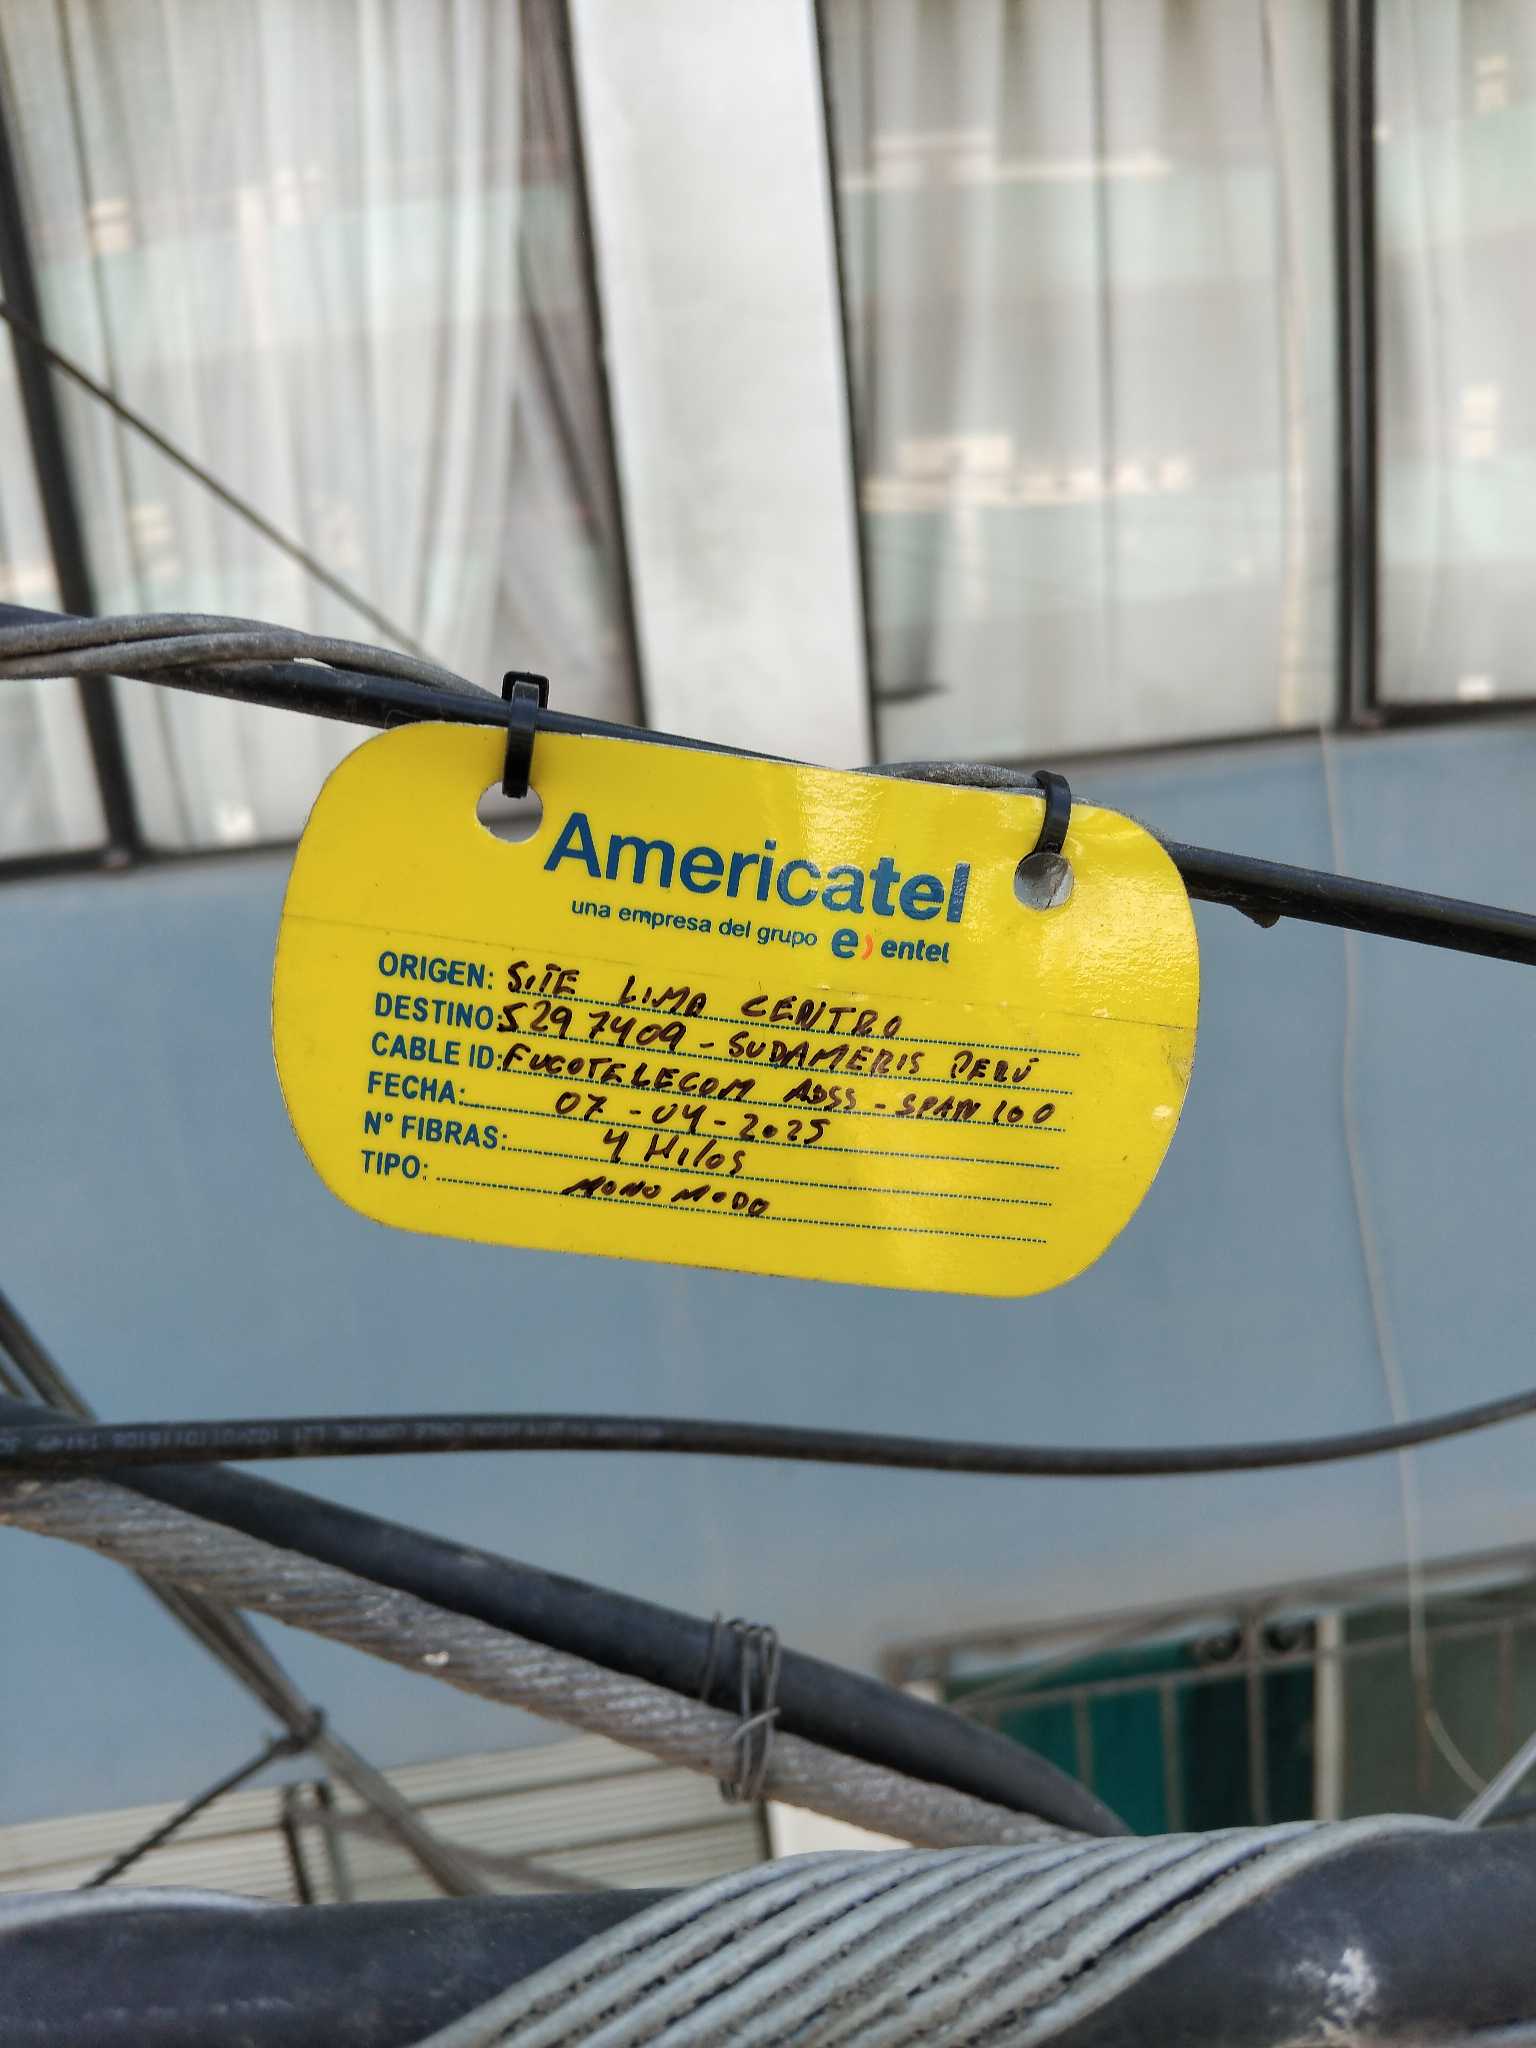 Americatel
una empresa del grupo e) entel
ORIGEN: SITE LIMA CENTRO
DESTINO: 5297409 - SUDAMERIS PERÚ
CABLE ID: FUCOTELECOM ADSS - SPAN 100
FECHA: 07 - 04 - 2025
N° FIBRAS: 4 Hilos
TIPO: MONO MODO